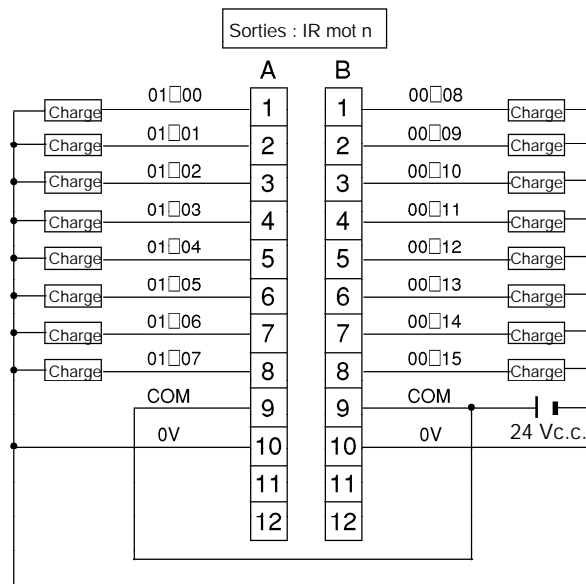 Sorties : IR mot n
A B
01□00 00□08
Charge 1 1 Charge
01□01 00□09
Charge 2 2 Charge
01□02 00□10
Charge 3 3 Charge
01□03 00□11
Charge 4 4 Charge
01□04 00□12
Charge 5 5 Charge
01□05 00□13
Charge 6 6 Charge
01□06 00□14
Charge 7 7 Charge
01□07 00□15
Charge 8 8 Charge
COM 9 9 COM
0V 10 10 0V 24 Vc.c.
11 11
12 12